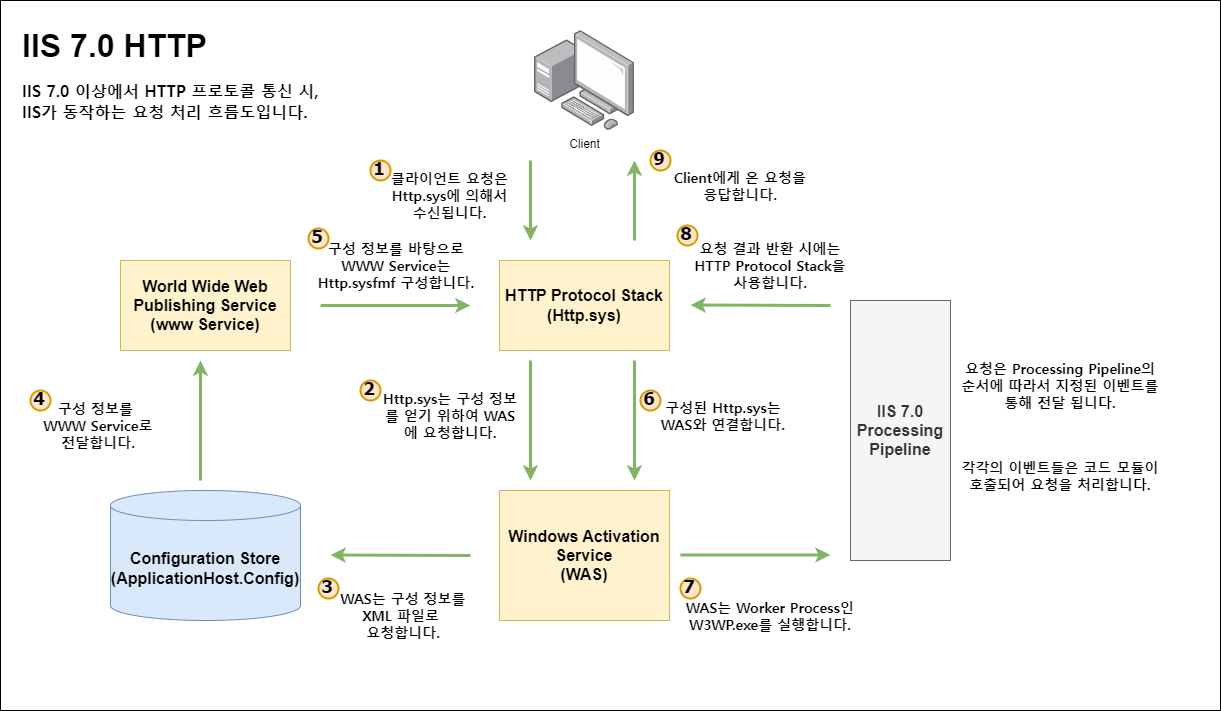 IIS 7.0 HTTP
IIS 7.0 이상에서 HTTP 프로토콜 통신 시,
IIS가 동작하는 요청 처리 흐름도입니다.
Client
1
클라이언트 요청은
Http.sys에 의해서
수신됩니다.
9
Client에게 온 요청을
응답합니다.
5
구성 정보를 바탕으로
WWW Service는
Http.sysfmf 구성합니다.
8
요청 결과 반환 시에는
HTTP Protocol Stack을
사용합니다.
World Wide Web
Publishing Service
(www Service)
HTTP Protocol Stack
(Http.sys)
4
구성 정보를
WWW Service로
전달합니다.
2
Http.sys는 구성 정보
를 얻기 위하여 WAS
에 요청합니다.
6
구성된 Http.sys는
WAS와 연결합니다.
IIS 7.0
Processing
Pipeline
요청은 Processing Pipeline의
순서에 따라서 지정된 이벤트를
통해 전달 됩니다.
각각의 이벤트들은 코드 모듈이
호출되어 요청을 처리합니다.
Configuration Store
(ApplicationHost.Config)
3
WAS는 구성 정보를
XML 파일로
요청합니다.
Windows Activation
Service
(WAS)
7
WAS는 Worker Process인
W3WP.exe를 실행합니다.